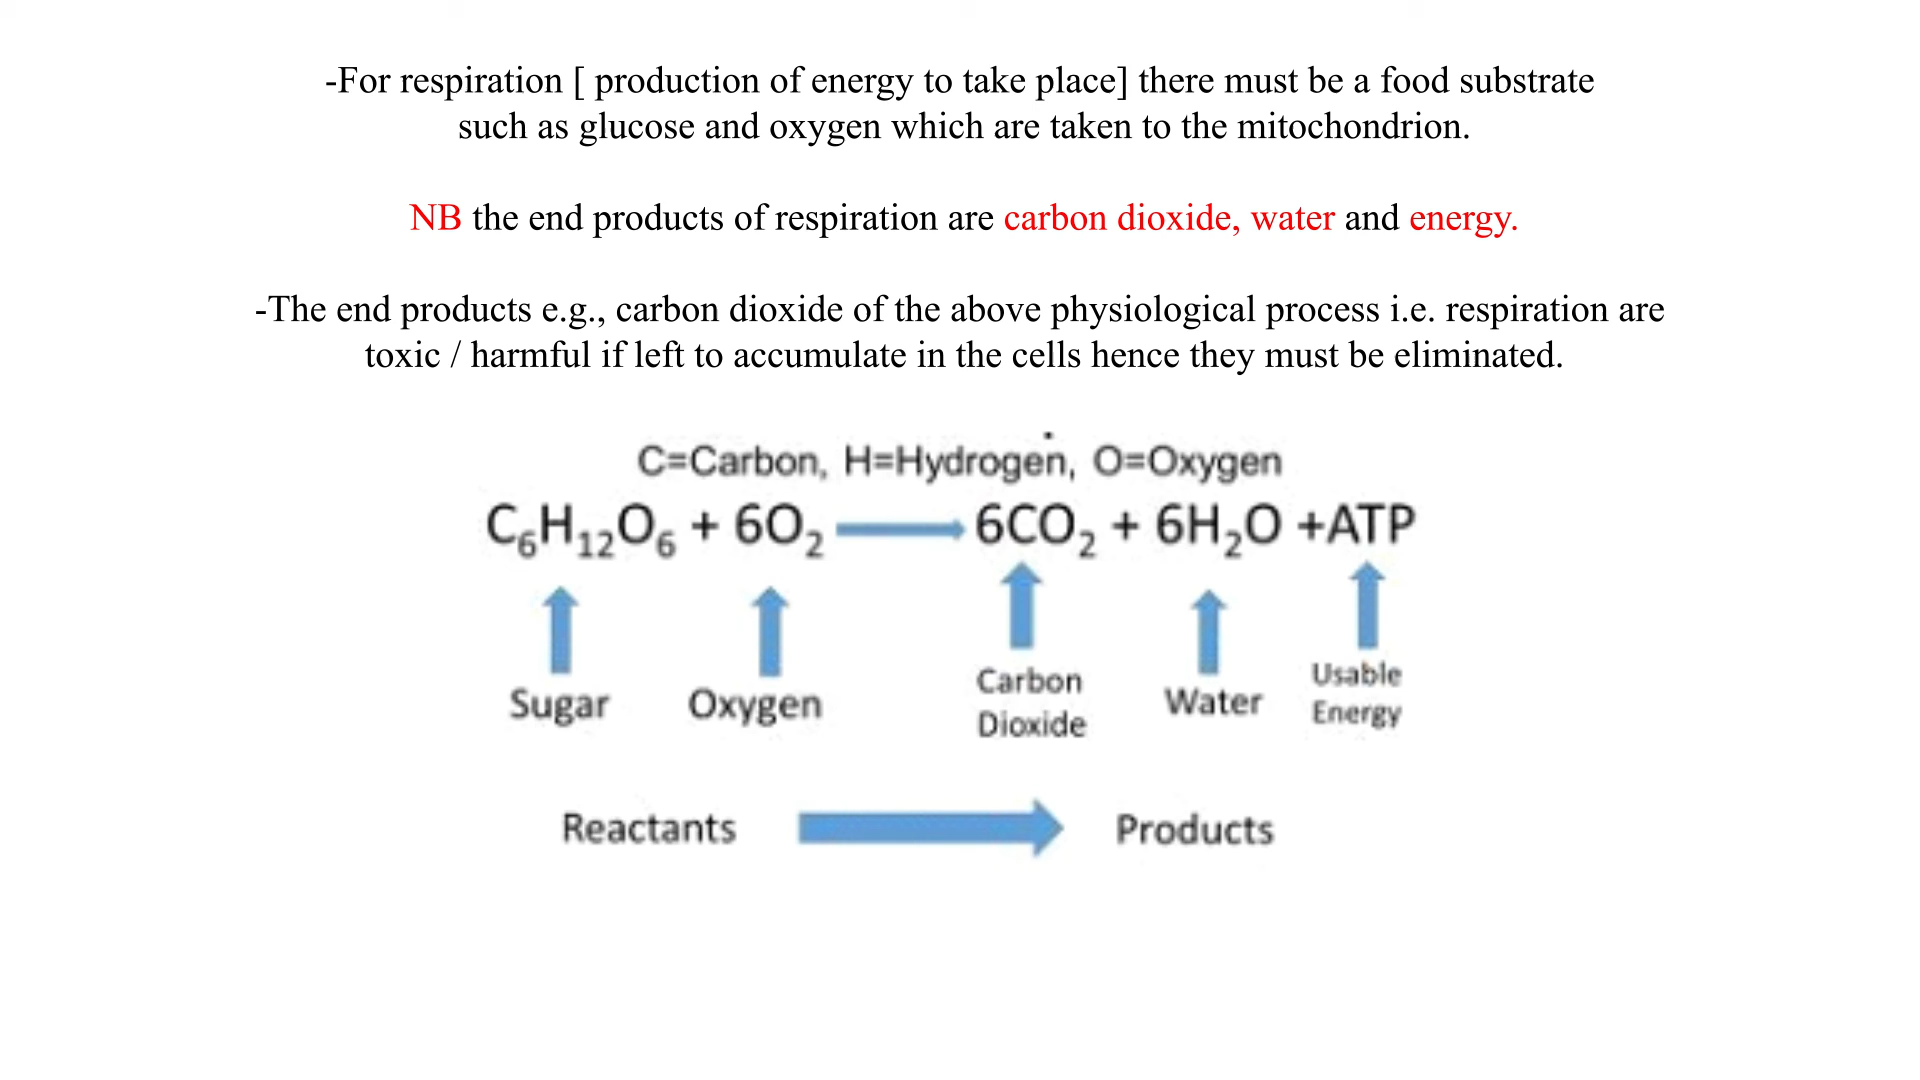 -For respiration [ production of energy to take place] there must be a food substrate
such as glucose and oxygen which are taken to the mitochondrion.
NB the end products of respiration are carbon dioxide, water and energy.
-The end products e.g., carbon dioxide of the above physiological process i.e. respiration are
toxic / harmful if left to accumulate in the cells hence they must be eliminated.
C=Carbon, H=Hydrogen, O=Oxygen
C₆H₁₂O₆ + 6O₂ → 6CO₂ + 6H₂O +ATP
Sugar
Oxygen
Carbon
Dioxide
Water
Usable
Energy
Reactants
Products